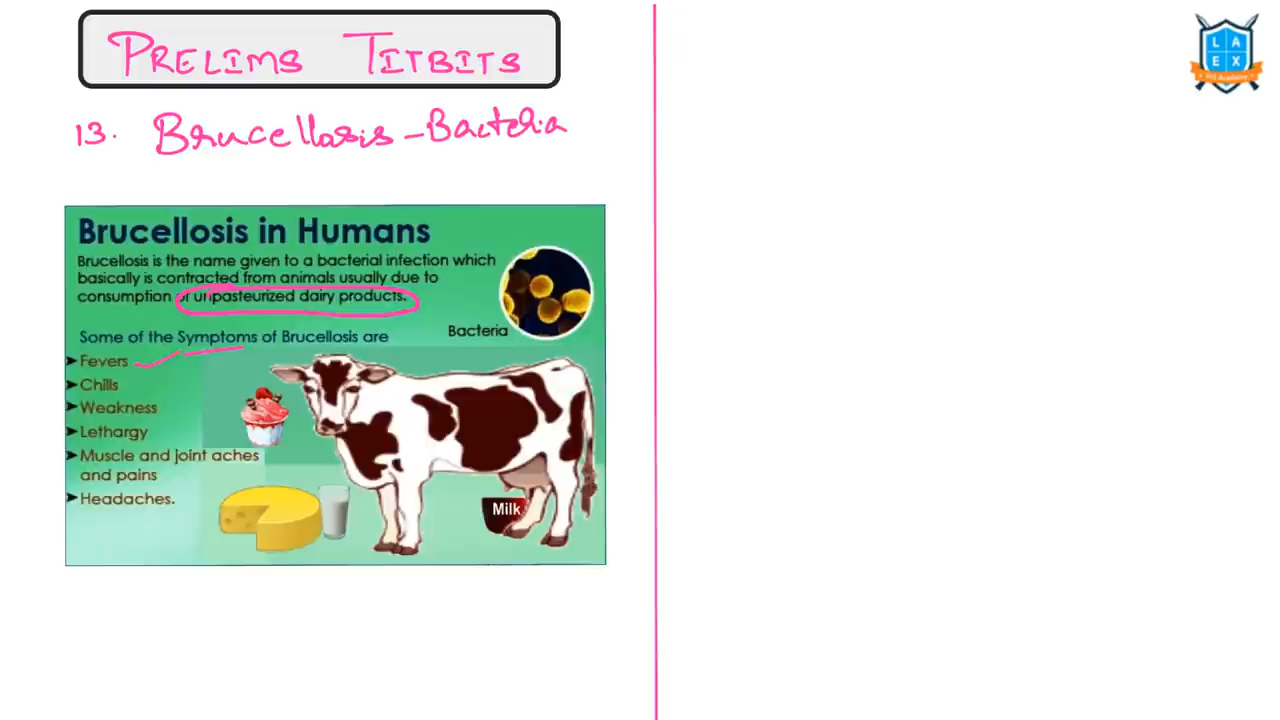 PRELIMS TITBITS
13. Brucellosis - Bacteria
Brucellosis in Humans
Brucellosis is the name given to a bacterial infection which
basically is contracted from animals usually due to
consumption of unpasteurized dairy products.
Some of the Symptoms of Brucellosis are
Bacteria
➤ Fevers
➤ Chills
➤ Weakness
➤ Lethargy
➤ Muscle and joint aches
and pains
➤ Headaches.
Milk
L A
E X
IAS Academy